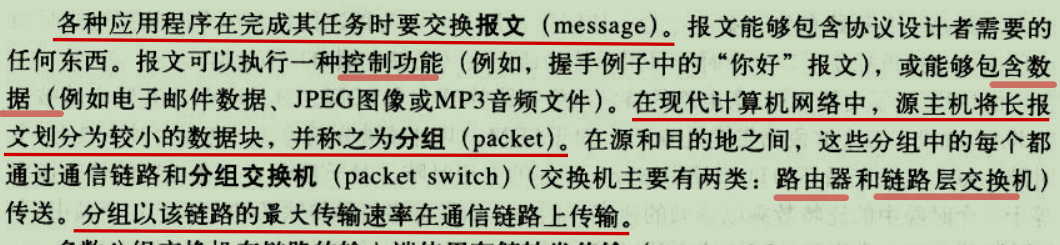 各种应用程序在完成其任务时要交换报文（message）。报文能够包含协议设计者需要的
任何东西。报文可以执行一种控制功能（例如，握手例子中的“你好”报文），或能够包含数
据（例如电子邮件数据、JPEG图像或MP3音频文件）。在现代计算机网络中，源主机将长报
文划分为较小的数据块，并称之为分组（packet）。在源和目的地之间，这些分组中的每个都
通过通信链路和分组交换机（packet switch）（交换机主要有两类：路由器和链路层交换机）
传送。分组以该链路的最大传输速率在通信链路上传输。